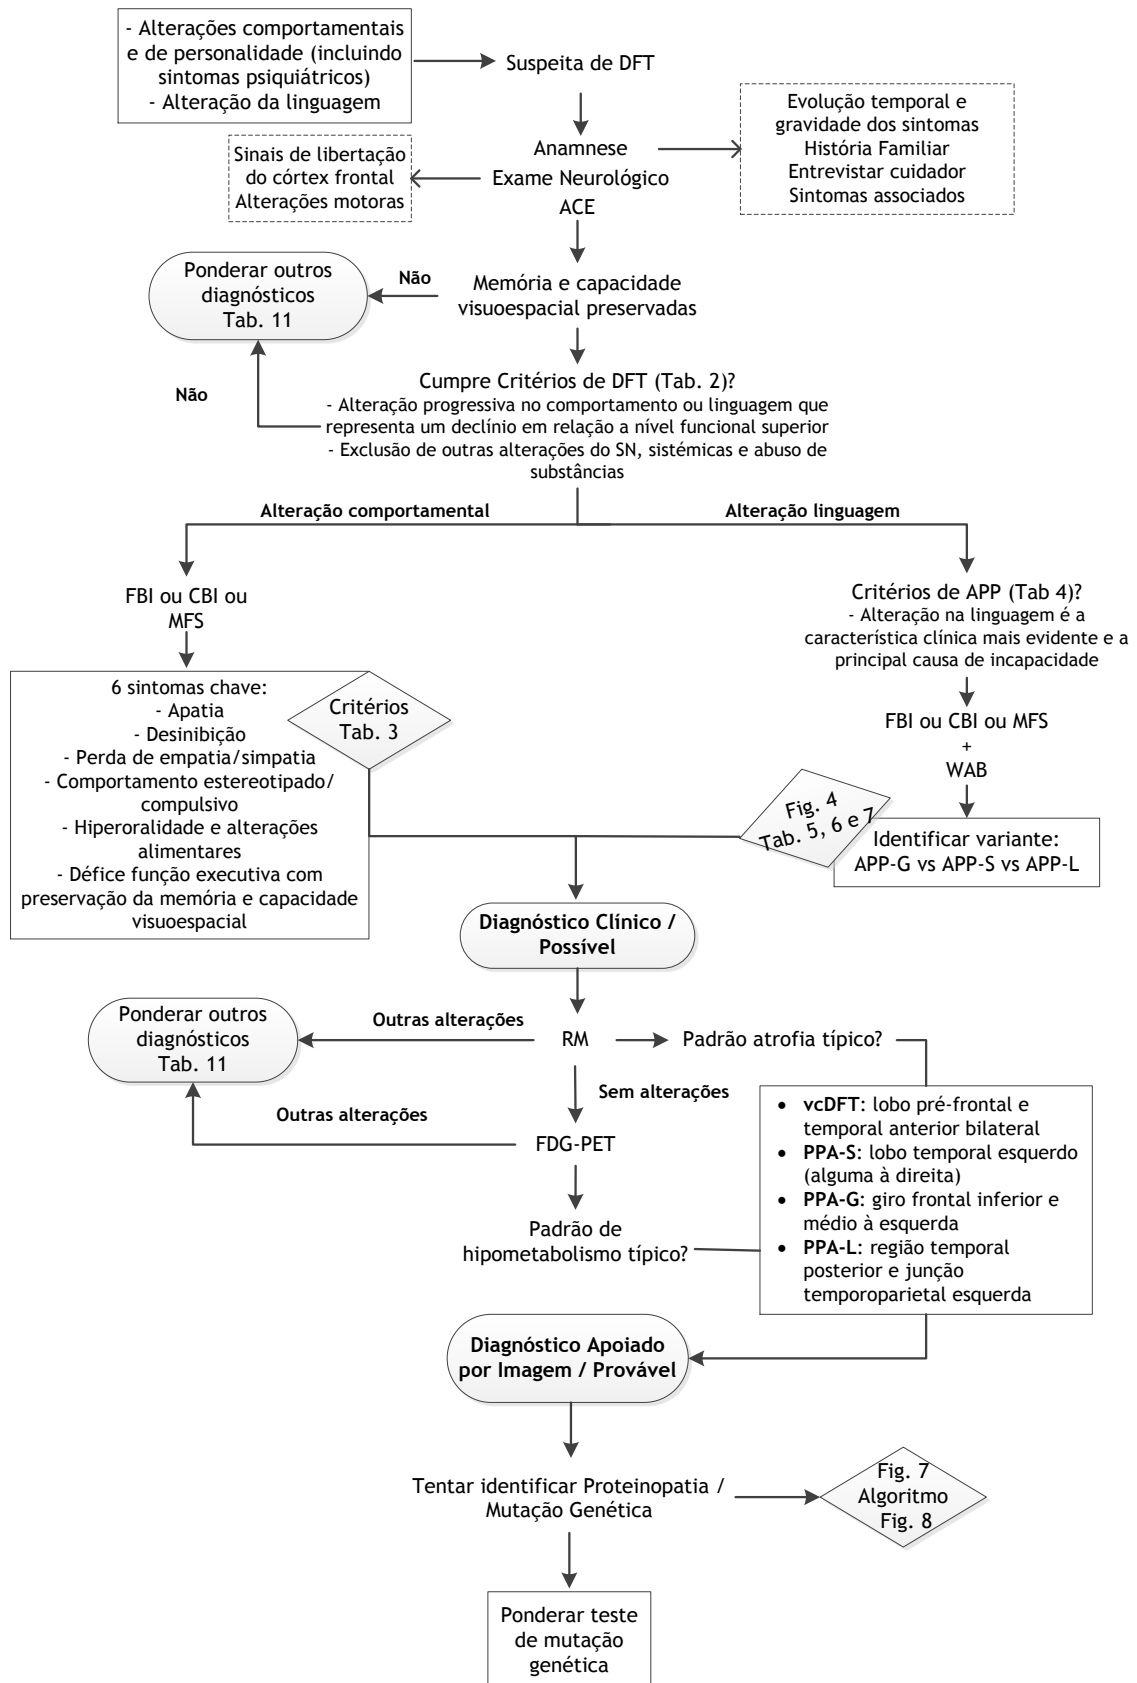 - Alterações comportamentais
e de personalidade (incluindo
sintomas psiquiátricos)
- Alteração da linguagem
Suspeita de DFT
Evolução temporal e
gravidade dos sintomas
História Familiar
Entrevistar cuidador
Sintomas associados
Anamnese
Exame Neurológico
ACE
Sinais de libertação
do córtex frontal
Alterações motoras
Ponderar outros
diagnósticos
Tab. 11
Não
Memória e capacidade
visuoespacial preservadas
Não
Cumpre Critérios de DFT (Tab. 2)?
- Alteração progressiva no comportamento ou linguagem que
representa um declínio em relação a nível funcional superior
- Exclusão de outras alterações do SN, sistémicas e abuso de
substâncias
Alteração comportamental
Alteração linguagem
FBI ou CBI ou
MFS
Critérios de APP (Tab 4)?
- Alteração na linguagem é a
característica clínica mais evidente e a
principal causa de incapacidade
6 sintomas chave:
- Apatia
- Desinibição
- Perda de empatia/simpatia
- Comportamento estereotipado/
compulsivo
- Hiperoralidade e alterações
alimentares
- Défice função executiva com
preservação da memória e capacidade
visuoespacial
Critérios
Tab. 3
FBI ou CBI ou MFS
+
WAB
Fig. 4
Tab. 5, 6 e 7
Identificar variante:
APP-G vs APP-S vs APP-L
Diagnóstico Clínico /
Possível
Ponderar outros
diagnósticos
Tab. 11
Outras alterações
RM
Padrão atrofia típico?
Sem alterações
Outras alterações
FDG-PET
• vcDFT: lobo pré-frontal e
temporal anterior bilateral
• PPA-S: lobo temporal esquerdo
(alguma à direita)
• PPA-G: giro frontal inferior e
médio à esquerda
• PPA-L: região temporal
posterior e junção
temporoparietal esquerda
Padrão de
hipometabolismo típico?
Diagnóstico Apoiado
por Imagem / Provável
Tentar identificar Proteinopatia /
Mutação Genética
Fig. 7
Algoritmo
Fig. 8
Ponderar teste
de mutação
genética